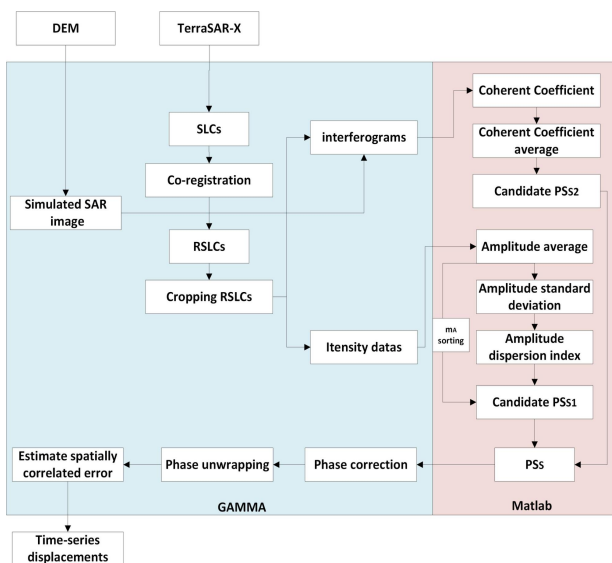 DEM
TerraSAR-X
SLCs
Co-registration
Simulated SAR
image
RSLCs
Cropping RSLCs
interferograms
Itensity datas
Coherent Coefficient
Coherent Coefficient
average
Candidate PSs2
Amplitude average
Amplitude standard
deviation
mA
sorting
Amplitude
dispersion index
Candidate PSs1
PSs
Phase correction
Phase unwrapping
Estimate spatially
correlated error
GAMMA
Matlab
Time-series
displacements